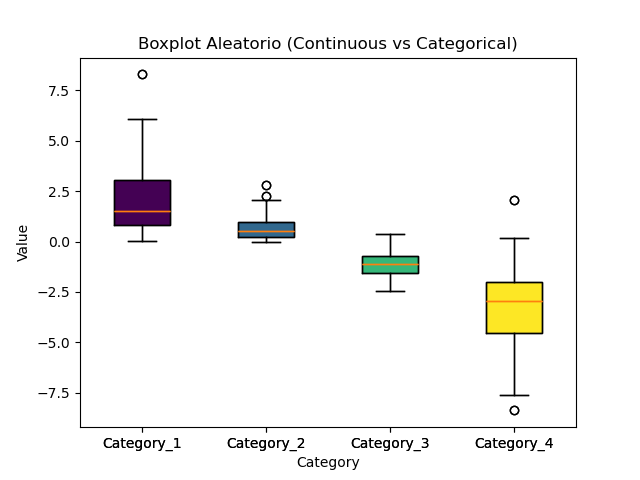 Boxplot Aleatorio (Continuous vs Categorical)
Value
7.5
5.0
2.5
0.0
−2.5
−5.0
−7.5
Category_1 Category_2 Category_3 Category_4
Category